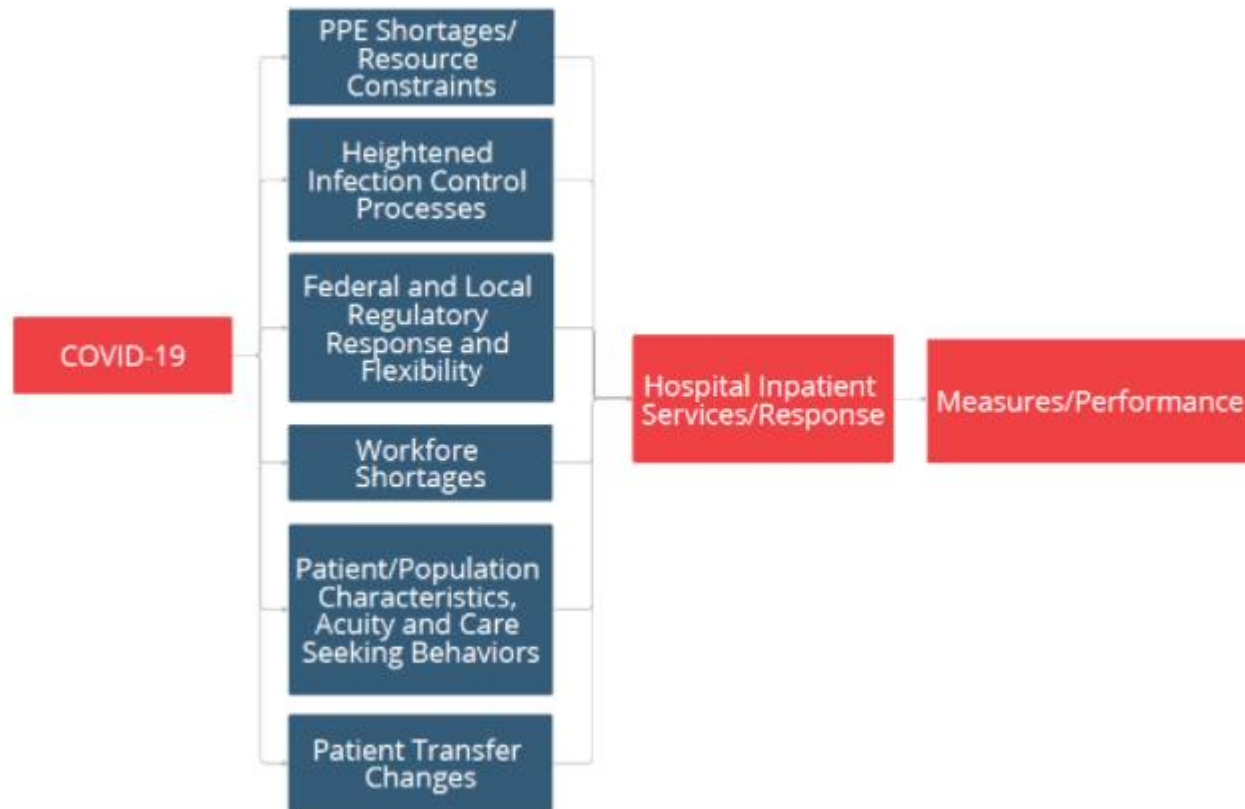 PPE Shortages/
Resource
Constraints
Heightened
Infection Control
Processes
Federal and Local
Regulatory
Response and
Flexibility
COVID-19
Workfore
Shortages
Hospital Inpatient
Services/Response
Measures/Performance
Patient/Population
Characteristics,
Acuity and Care
Seeking Behaviors
Patient Transfer
Changes